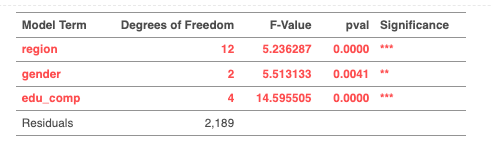 Model Term Degrees of Freedom F-Value pval Significance
region 12 5.236287 0.0000 ***
gender 2 5.513133 0.0041 **
edu_comp 4 14.595505 0.0000 ***
Residuals 2,189